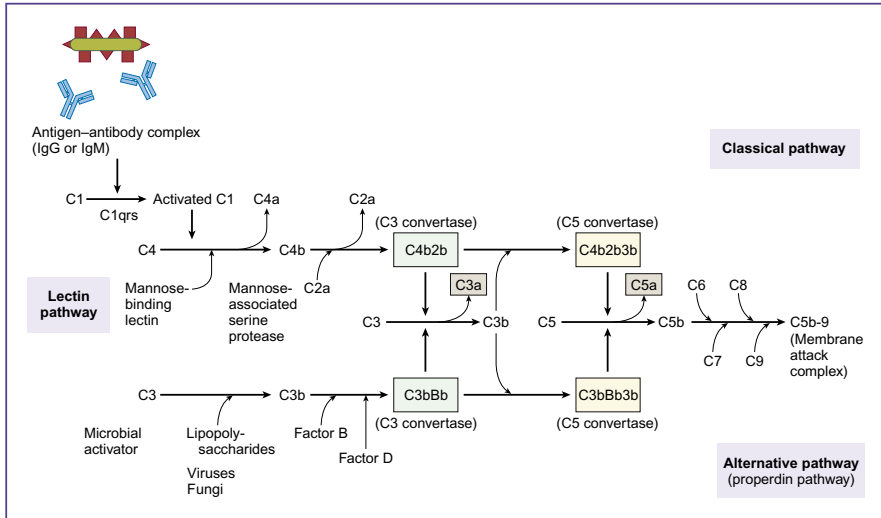 Antigen–antibody complex
(IgG or IgM)
Classical pathway
C1
C1qrs
Activated C1
C4a
C2a
(C3 convertase)
(C5 convertase)
C4
C4b
C4b2b
C4b2b3b
Lectin
pathway
Mannose-
binding
lectin
Mannose-
associated
serine
protease
C2a
C3a
C5a
C6
C8
C3
C3b
C5
C5b
C5b-9
(Membrane
attack
complex)
C7
C9
C3
C3b
C3bBb
C3bBb3b
(C3 convertase)
(C5 convertase)
Microbial
activator
Lipopoly-
saccharides
Viruses
Fungi
Factor B
Factor D
Alternative pathway
(properdin pathway)